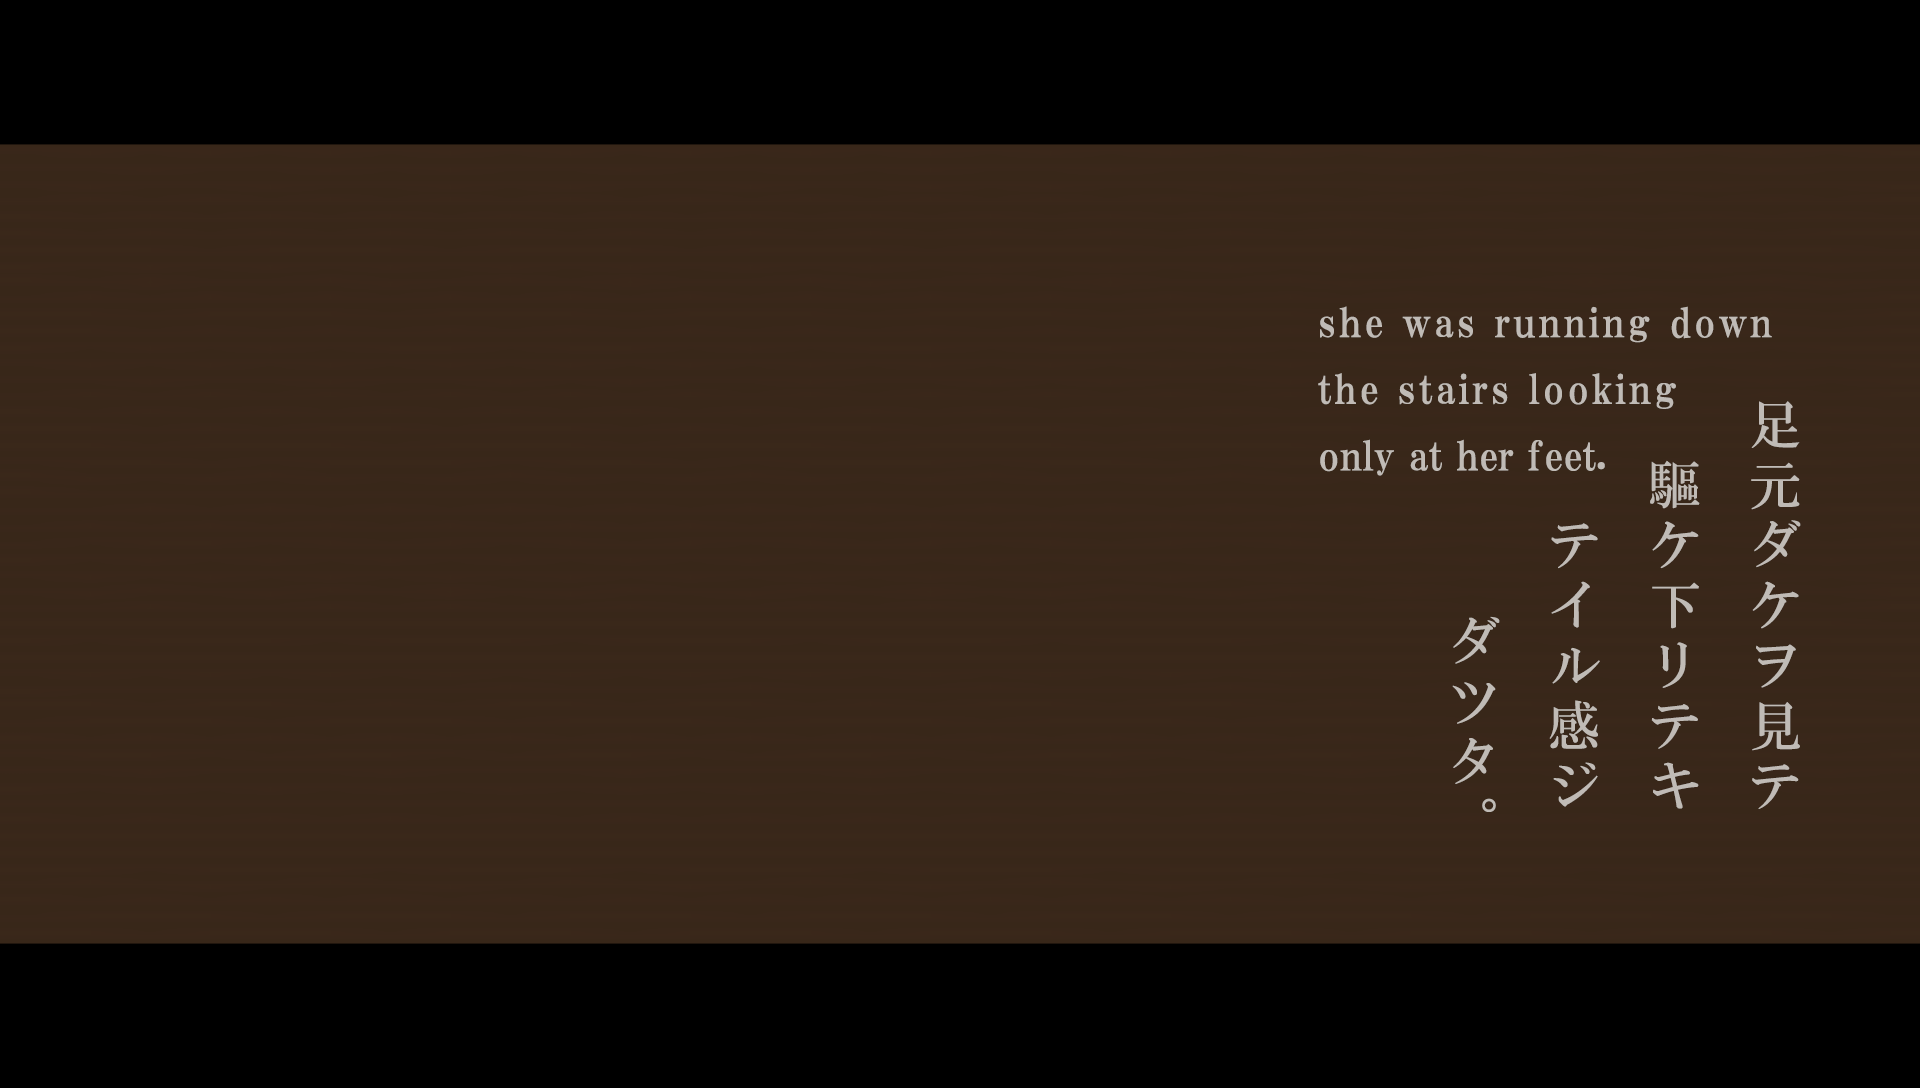 she was running down
the stairs looking
only at her feet.
足元ダケヲ見テ
駆ケ下リテキ
テイル感ジ
ダツタ。